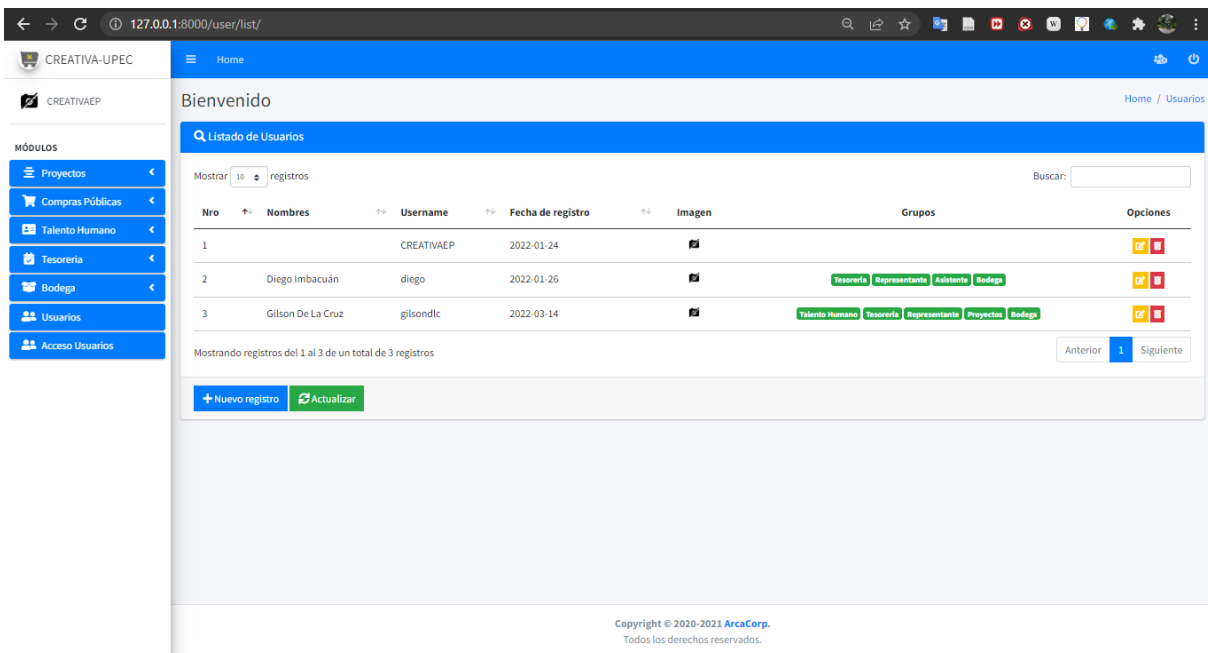 127.0.0.1:8000/user/list/
CREATIVA-UPEC
Home
CREATIVAEP
Bienvenido
Home / Usuarios
MÓDULOS
Proyectos
Compras Públicas
Talento Humano
Tesoreria
Bodega
Usuarios
Acceso Usuarios
Listado de Usuarios
Mostrar 10 registros
Buscar:
Nro Nombres Username Fecha de registro Imagen Grupos Opciones
1 CREATIVAEP 2022-01-24
2 Diego Imbacuán diego 2022-01-26 Tesoreria Representante Asistente Bodega
3 Gilson De La Cruz gilsondlc 2022-03-14 Talento Humano Tesoreria Representante Proyectos Bodega
Mostrando registros del 1 al 3 de un total de 3 registros
Anterior 1 Siguiente
Nuevo registro Actualizar
Copyright © 2020-2021 ArcaCorp.
Todos los derechos reservados.